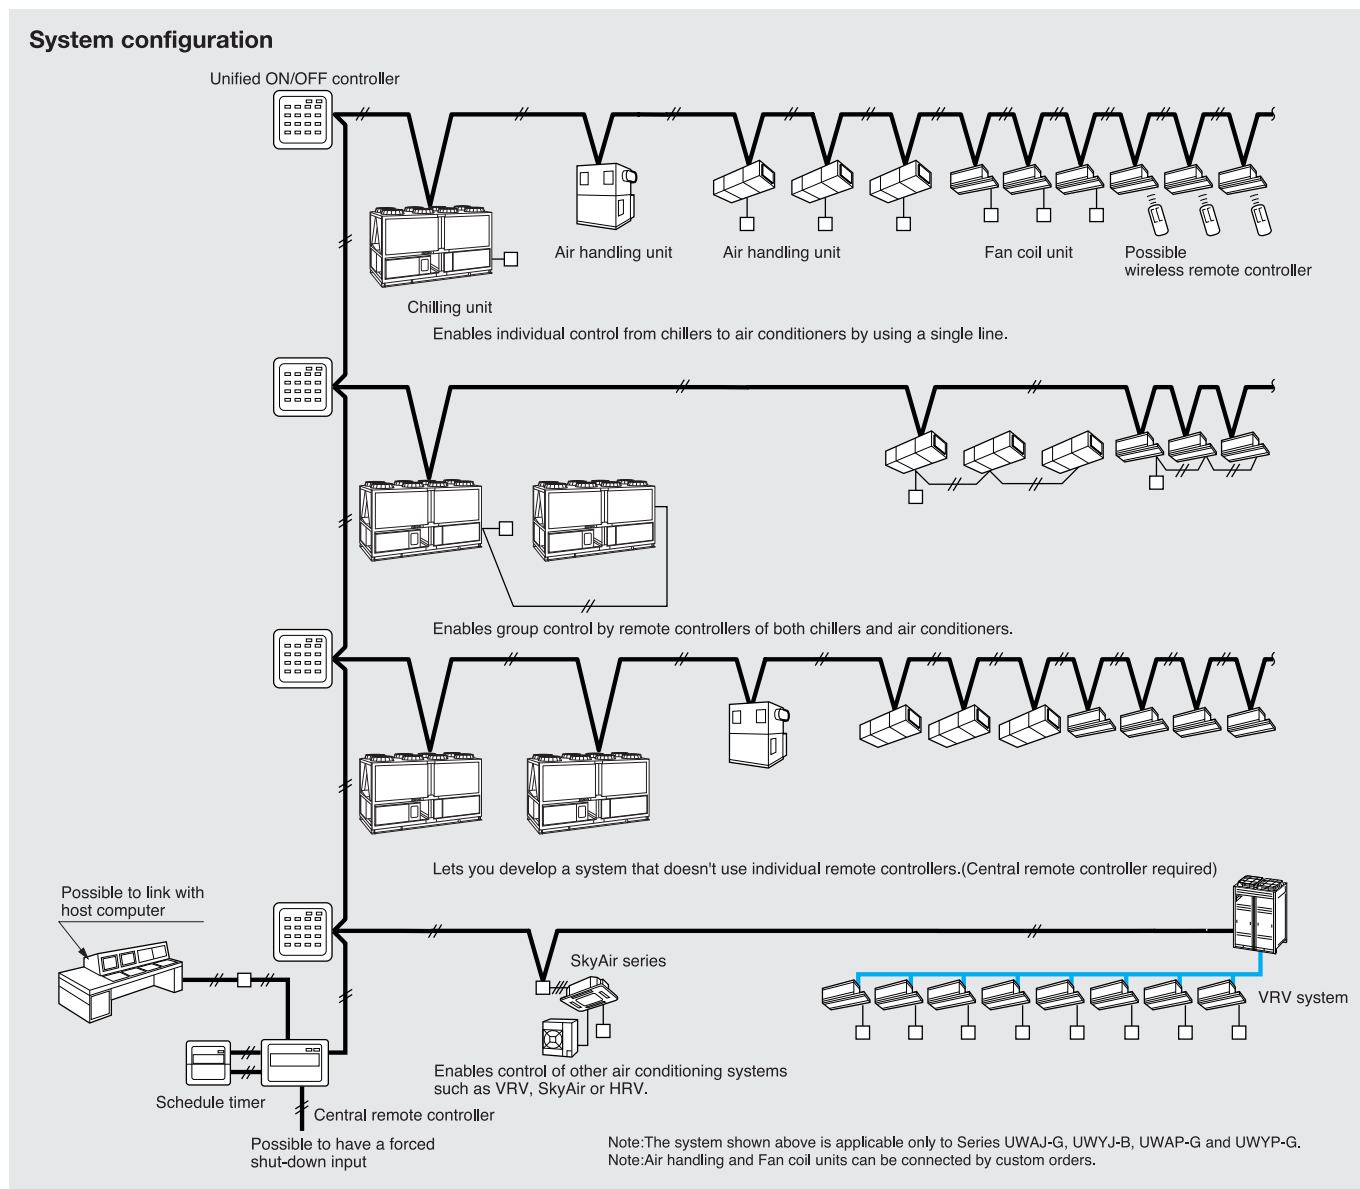 System configuration
Unified ON/OFF controller
Air handling unit
Air handling unit
Fan coil unit
Possible
wireless remote controller
Chilling unit
Enables individual control from chillers to air conditioners by using a single line.
Enables group control by remote controllers of both chillers and air conditioners.
Lets you develop a system that doesn't use individual remote controllers.(Central remote controller required)
Possible to link with
host computer
SkyAir series
VRV system
Enables control of other air conditioning systems
such as VRV, SkyAir or HRV.
Schedule timer
Central remote controller
Possible to have a forced
shut-down input
Note:The system shown above is applicable only to Series UWAJ-G, UWYJ-B, UWAP-G and UWYP-G.
Note:Air handling and Fan coil units can be connected by custom orders.